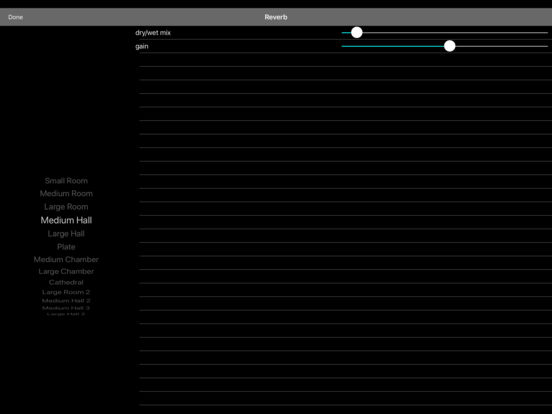 Done
Reverb
dry/wet mix
gain
Small Room
Medium Room
Large Room
Medium Hall
Large Hall
Plate
Medium Chamber
Large Chamber
Cathedral
Large Room 2
Medium Hall 2
Medium Hall 3
Large Hall 2